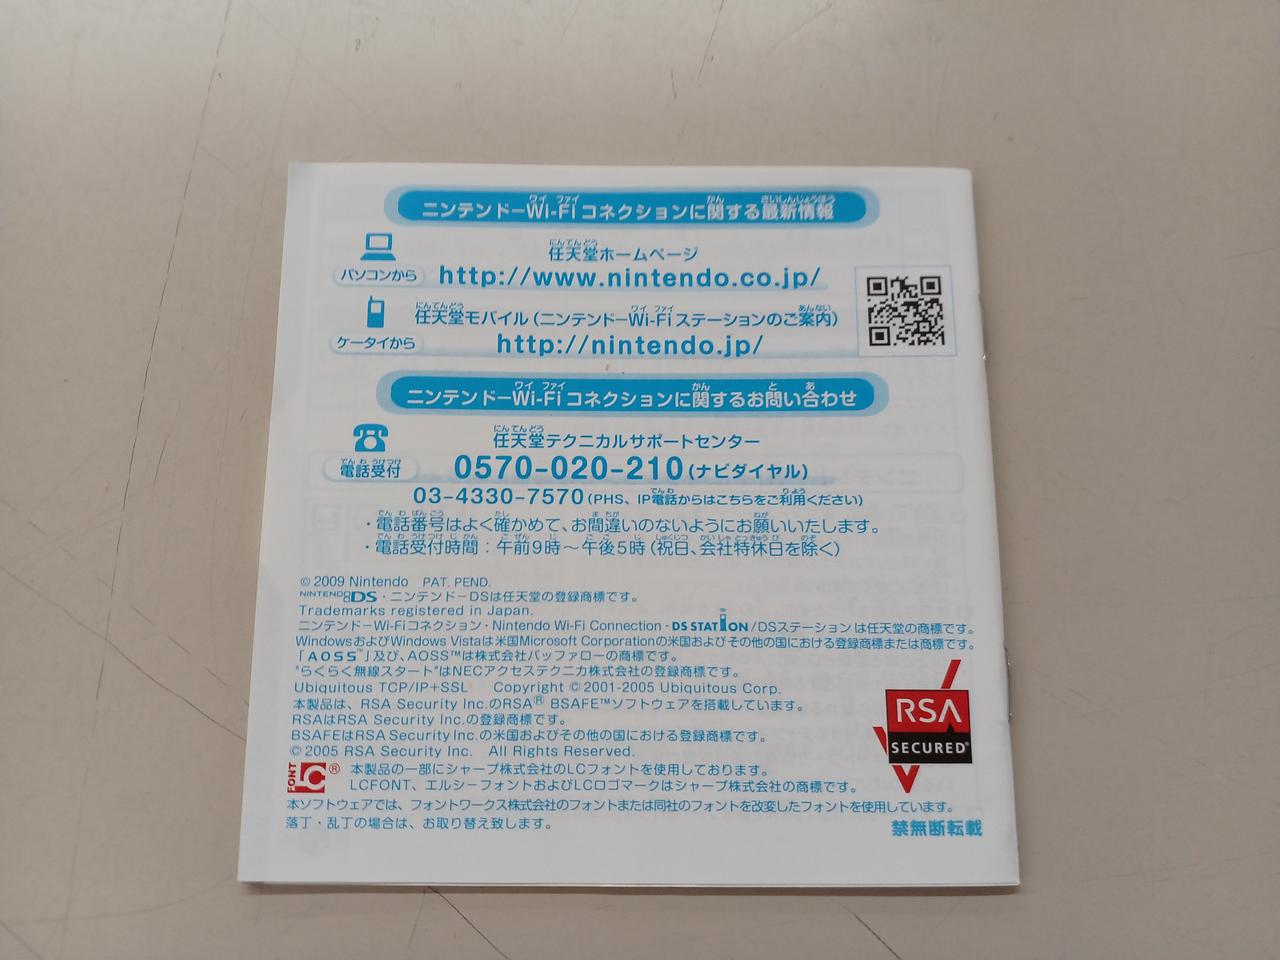 ニンテンドーWi-Fiコネクションに関する最新情報
任天堂ホームページ
パソコンから
http://www.nintendo.co.jp/
任天堂モバイル(ニンテンドーWi-Fiステーションのご案内)
ケータイから
http://nintendo.jp/
ニンテンドーWi-Fiコネクションに関するお問い合わせ
任天堂テクニカルサポートセンター
電話受付
0570-020-210(ナビダイヤル)
03-4330-7570(PHS、IP電話からはこちらをご利用ください)
・電話番号はよく確かめて、お間違いのないようにお願いいたします。
・電話受付時間：午前9時～午後5時(祝日、会社特休日を除く)
© 2009 Nintendo PAT. PEND.
NINTENDO DS・ニンテンドーDSは任天堂の登録商標です。
Trademarks registered in Japan.
ニンテンドーWi-Fiコネクション・Nintendo Wi-Fi Connection・DS STATION/DSステーションは任天堂の商標です。
WindowsおよびWindows Vistaは米国Microsoft Corporationの米国およびその他の国における登録商標または商標です。
「AOSS™」及び、AOSS™は株式会社バッファローの商標です。
"らくらく無線スタート"はNECアクセステクニカ株式会社の登録商標です。
Ubiquitous TCP/IP+SSL Copyright © 2001-2005 Ubiquitous Corp.
本製品は、RSA Security Inc.のRSA® BSAFE™ソフトウェアを搭載しています。
RSAはRSA Security Inc.の登録商標です。
BSAFEはRSA Security Inc.の米国およびその他の国における登録商標です。
© 2005 RSA Security Inc. All Rights Reserved.
RSA
SECURED®
LC FONT ®
本製品の一部にシャープ株式会社のLCフォントを使用しております。
LCFONT、エルシーフォントおよびLCロゴマークはシャープ株式会社の商標です。
本ソフトウェアでは、フォントワークス株式会社のフォントまたは同社のフォントを改変したフォントを使用しています。
落丁・乱丁の場合は、お取り替え致します。
禁無断転載